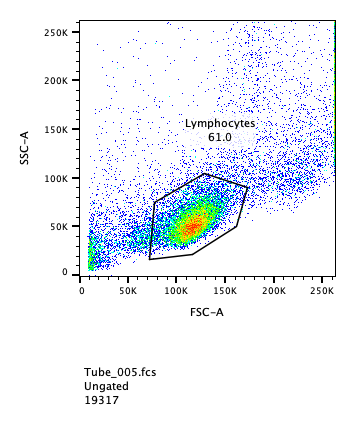 250K
200K
150K
100K
50K
0
SSC-A
Lymphocytes
61.0
0 50K 100K 150K 200K 250K
FSC-A
Tube_005.fcs
Ungated
19317